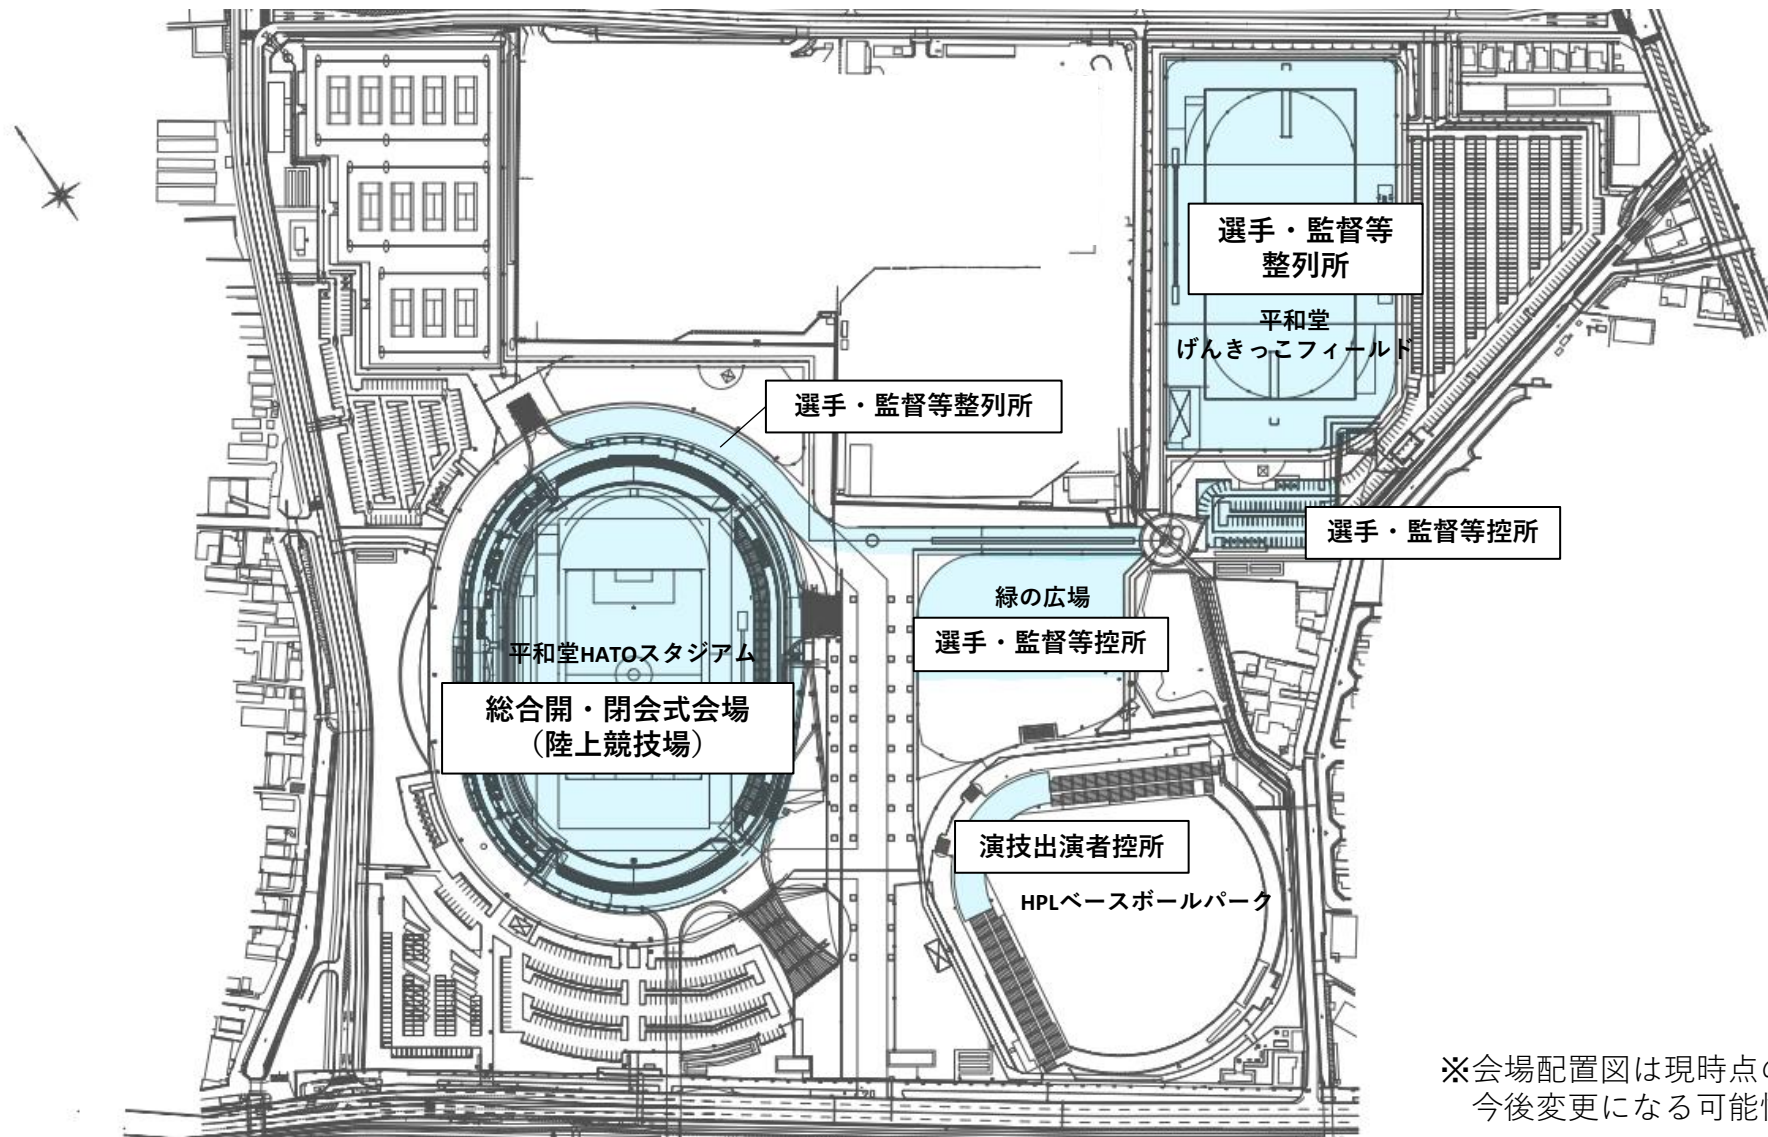 選手・監督等
整列所
平和堂
げんきっこフィールド
選手・監督等整列所
選手・監督等控所
緑の広場
選手・監督等控所
平和堂HATOスタジアム
総合開・閉会式会場
（陸上競技場）
演技出演者控所
HPLベースボールパーク
※会場配置図は現時点の
今後変更になる可能